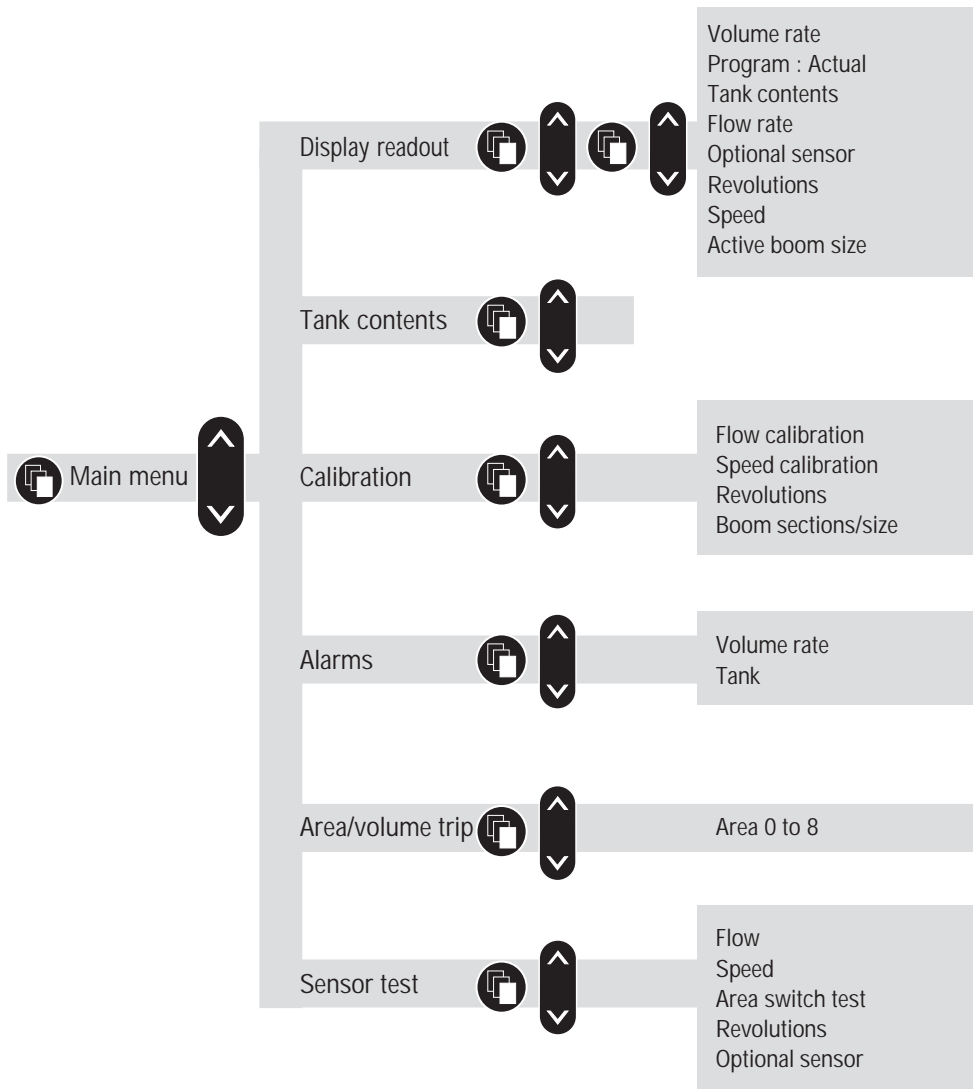 Volume rate
Program : Actual
Tank contents
Flow rate
Optional sensor
Revolutions
Speed
Active boom size
Display readout
Tank contents
Main menu
Calibration
Flow calibration
Speed calibration
Revolutions
Boom sections/size
Alarms
Volume rate
Tank
Area/volume trip
Area 0 to 8
Sensor test
Flow
Speed
Area switch test
Revolutions
Optional sensor